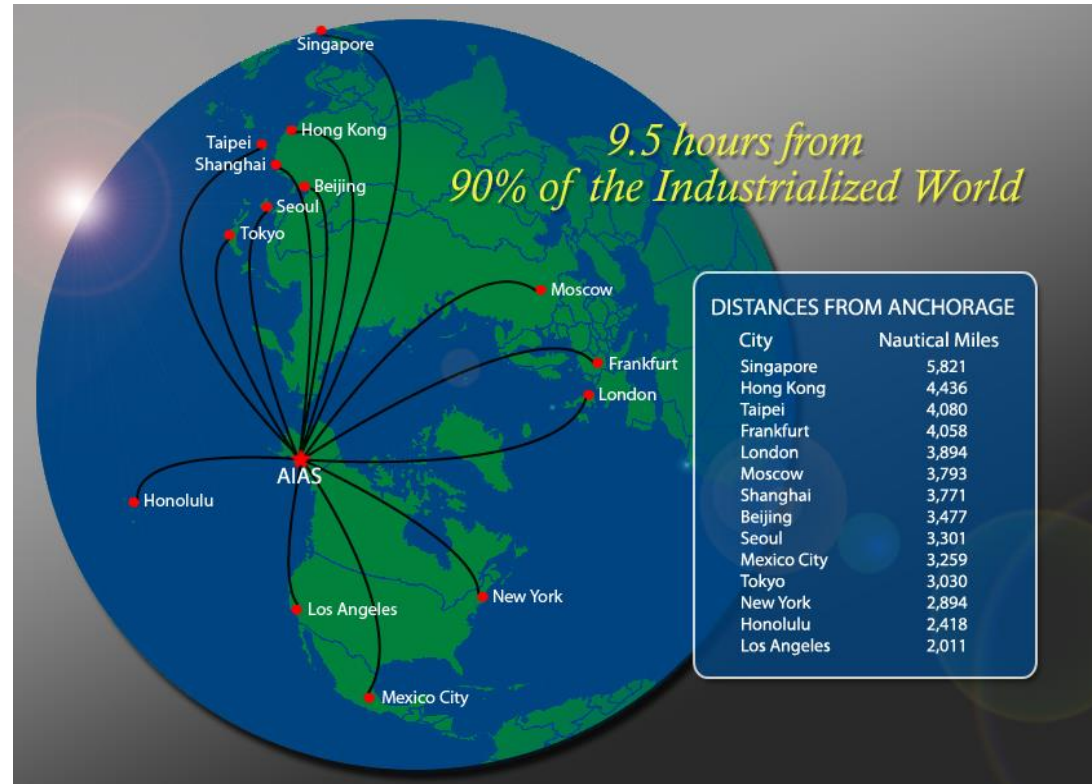 Singapore
Taipei
Hong Kong
Shanghai
Beijing
Seoul
Tokyo
9.5 hours from
90% of the Industrialized World
Moscow
Frankfurt
London
AIAS
Honolulu
Los Angeles
New York
Mexico City
DISTANCES FROM ANCHORAGE
City Nautical Miles
Singapore 5,821
Hong Kong 4,436
Taipei 4,080
Frankfurt 4,058
London 3,894
Moscow 3,793
Shanghai 3,771
Beijing 3,477
Seoul 3,301
Mexico City 3,259
Tokyo 3,030
New York 2,894
Honolulu 2,418
Los Angeles 2,011